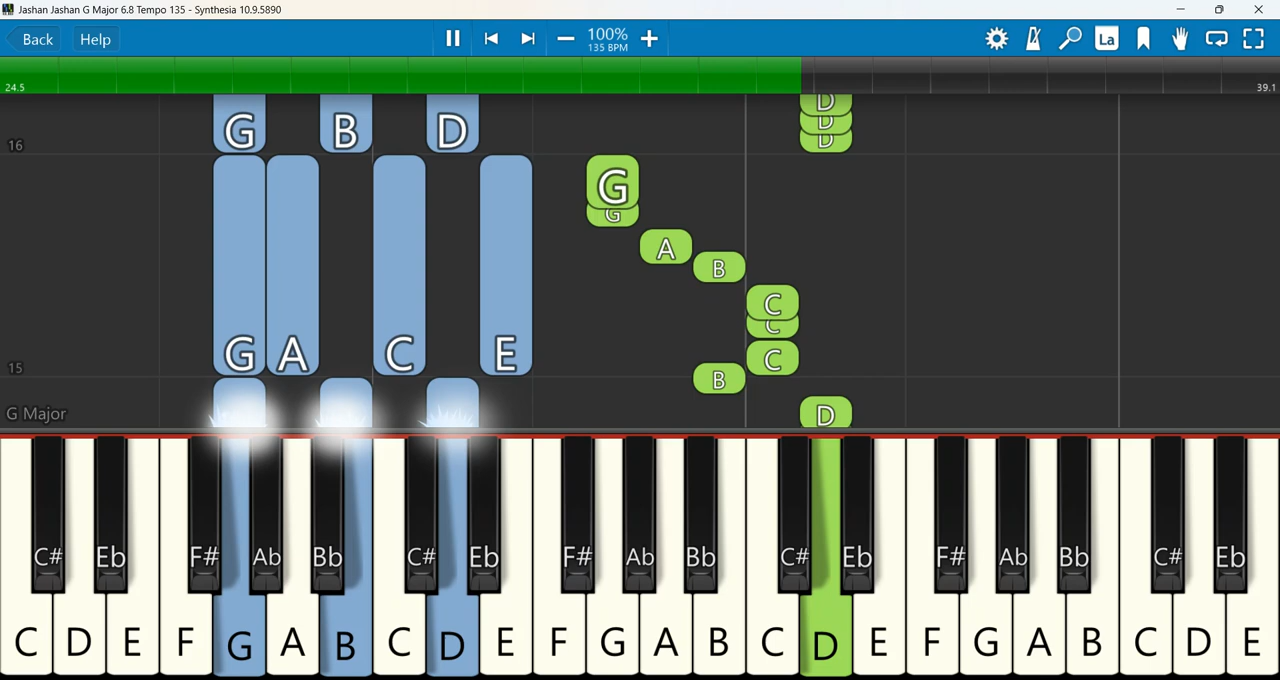 Jashan Jashan G Major 6.8 Tempo 135 - Synthesia 10.9.5890
Back Help 100% La
135 BPM
24.5 39.1
D
G B D D
16 D
G
G
A
B
C
C
G A C E C
15
B
G Major D
C# Eb F# Ab Bb C# Eb F# Ab Bb C# Eb F# Ab Bb C# Eb
C D E F G A B C D E F G A B C D E F G A B C D E